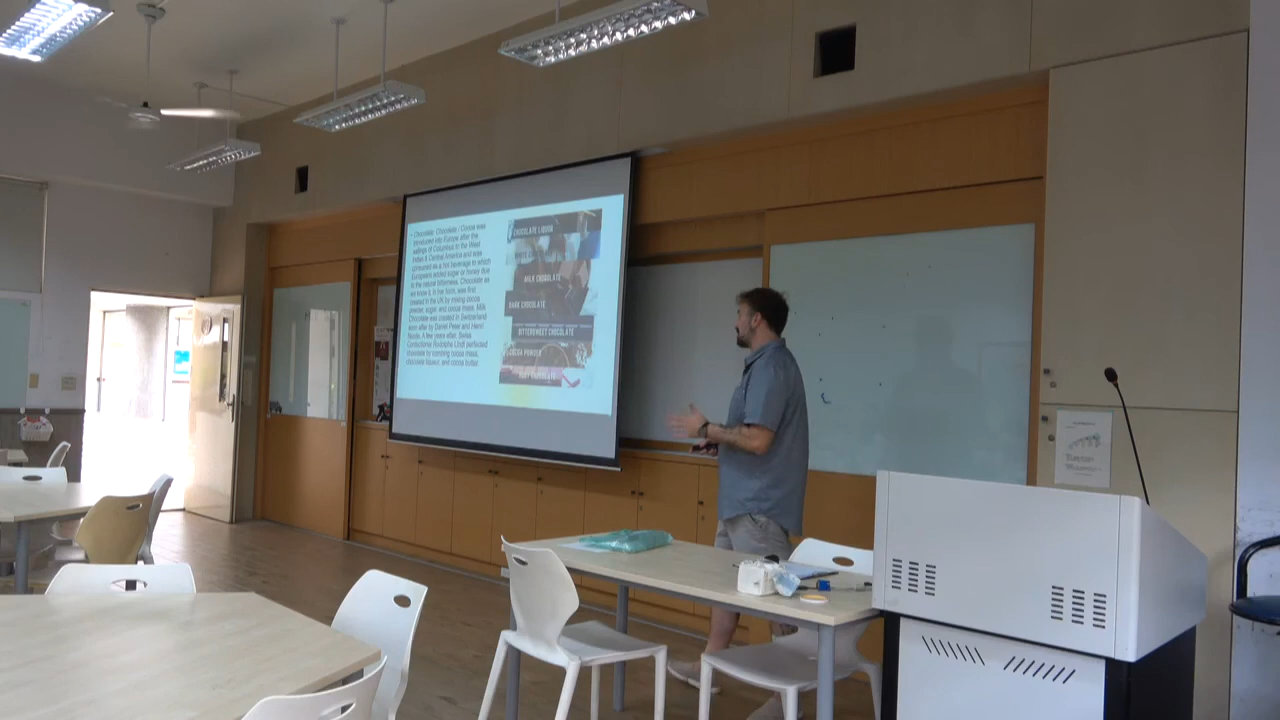 • Chocolate: Chocolate / Cocoa was
introduced into Europe after the
sailings of Columbus to the West
Indies & Central America and was
consumed as a hot beverage to which
Europeans added sugar or honey due
to the natural bitterness. Chocolate as
we know it, in bar form, was first
created in the UK by mixing cocoa
powder, sugar, and cocoa mass. Milk
Chocolate was created in Switzerland
soon after by Daniel Peter and Henri
Nestle. A few years after, Swiss
Confectioner Rodolphe Lindt perfected
chocolate by combining cocoa mass,
chocolate liqueur, and cocoa butter.
CHOCOLATE LIQUOR
WHITE
MILK CHOCOLATE
DARK CHOCOLATE
BITTERSWEET CHOCOLATE
COCOA POWDER
RUBY CHOCOLATE